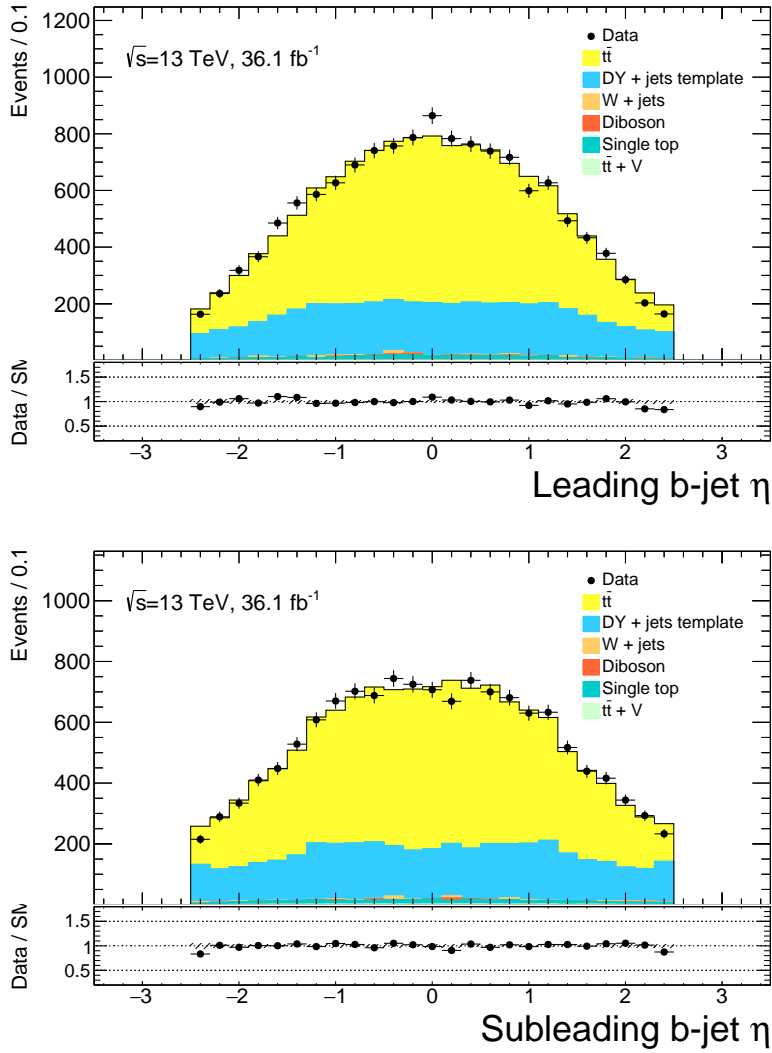 Events / 0.1
1200
1000
800
600
400
200
√s=13 TeV, 36.1 fb⁻¹
Data
tt̄
DY + jets template
W + jets
Diboson
Single top
tt̄ + V
Data / SM
1.5
1
0.5
−3 −2 −1 0 1 2 3
Leading b-jet η
Events / 0.1
1000
800
600
400
200
√s=13 TeV, 36.1 fb⁻¹
Data
tt̄
DY + jets template
W + jets
Diboson
Single top
tt̄ + V
Data / SM
1.5
1
0.5
−3 −2 −1 0 1 2 3
Subleading b-jet η